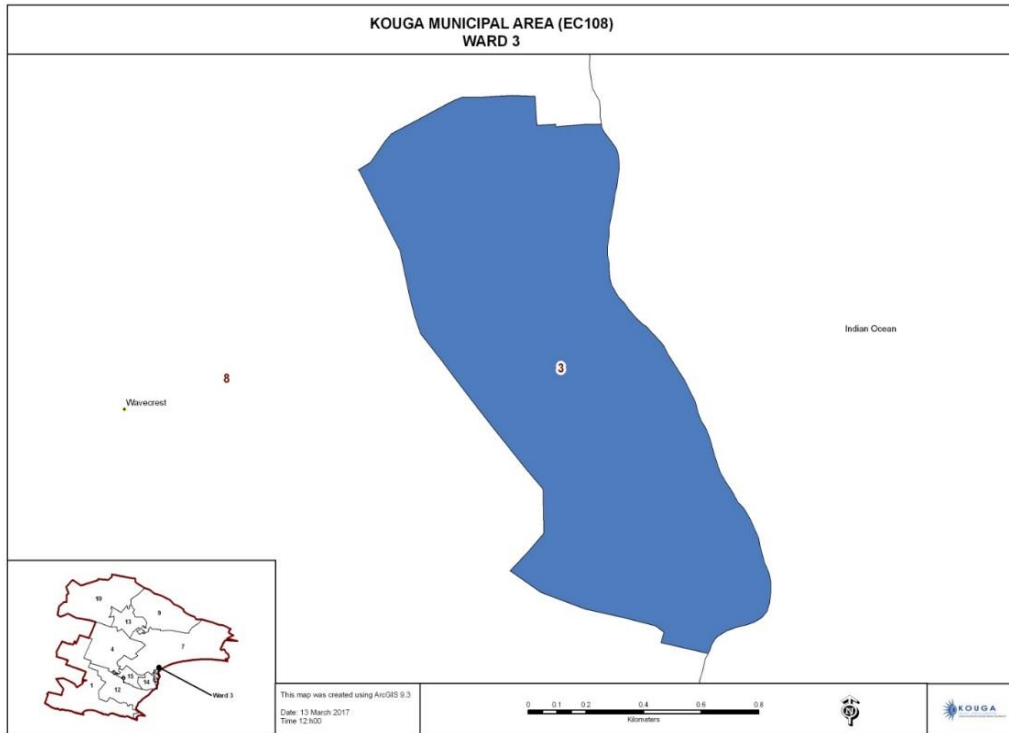 KOUGA MUNICIPAL AREA (EC108)
WARD 3
Indian Ocean
3
8
Wavecrest
10
9
13
7
4
15
14
1
12
Ward 3
This map was created using ArcGIS 9.3
Date: 13 March 2017
Time 12:h00
0 0.1 0.2 0.4 0.6 0.8
Kilometers
N
KOUGA